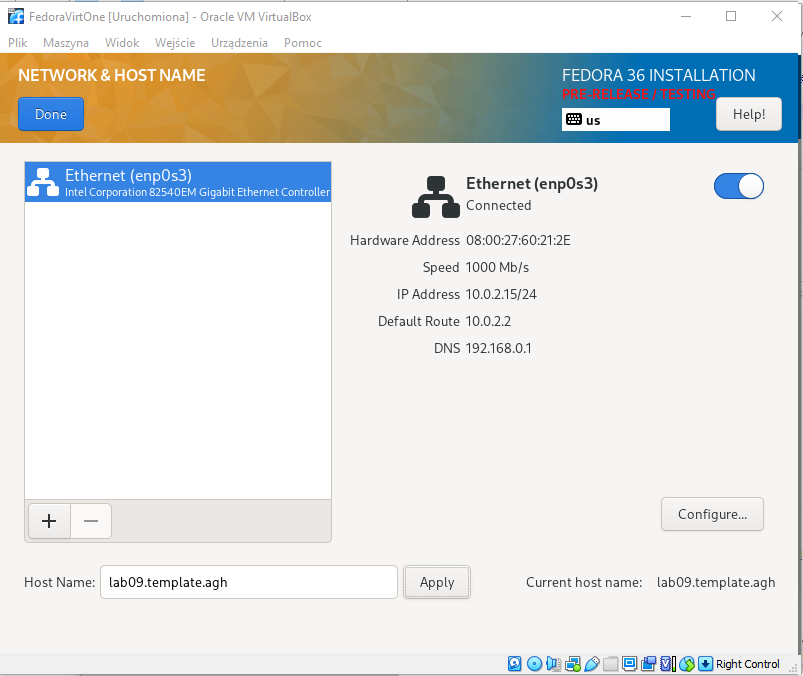 FedoraVirtOne [Uruchomiona] - Oracle VM VirtualBox
Plik Maszyna Widok Wejście Urządzenia Pomoc
NETWORK & HOST NAME
FEDORA 36 INSTALLATION
PRE-RELEASE / TESTING
Done
us
Help!
Ethernet (enp0s3)
Intel Corporation 82540EM Gigabit Ethernet Controller
Ethernet (enp0s3)
Connected
Hardware Address 08:00:27:60:21:2E
Speed 1000 Mb/s
IP Address 10.0.2.15/24
Default Route 10.0.2.2
DNS 192.168.0.1
+ −
Configure...
Host Name: lab09.template.agh Apply Current host name: lab09.template.agh
Right Control